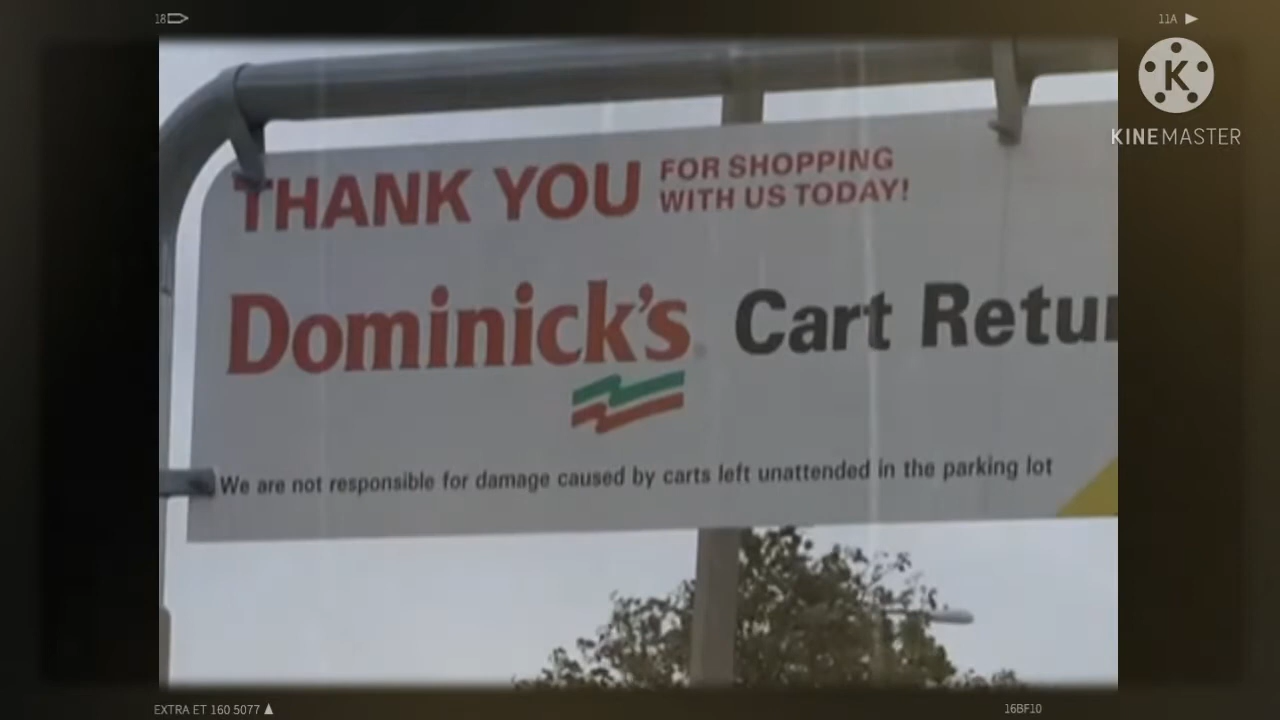 18
11A
KINEMASTER
THANK YOU FOR SHOPPING
WITH US TODAY!
Dominick's Cart Retur
We are not responsible for damage caused by carts left unattended in the parking lot
EXTRA ET 160 5077
16BF10